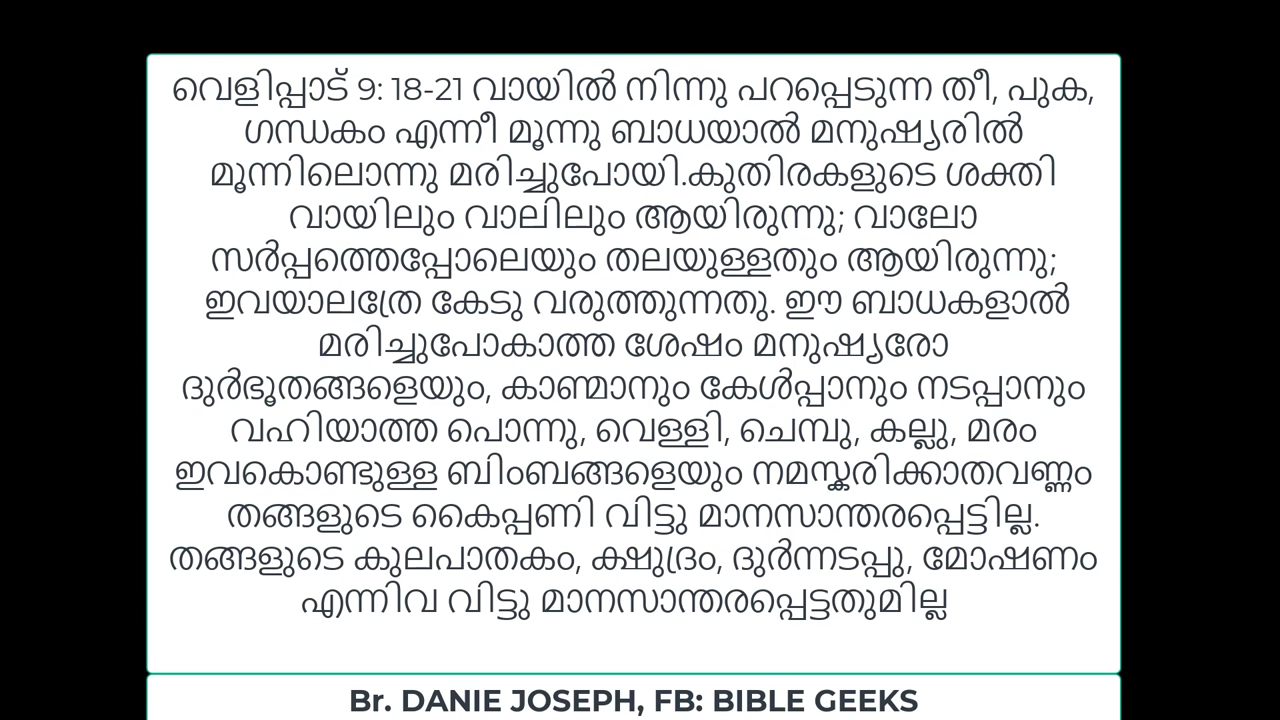 വെളിപ്പാട് 9: 18-21 വായിൽ നിന്നു പറപ്പെടുന്ന തീ, പുക,
ഗന്ധകം എന്നീ മൂന്നു ബാധയാൽ മനുഷ്യരിൽ
മൂന്നിലൊന്നു മരിച്ചുപോയി.കുതിരകളുടെ ശക്തി
വായിലും വാലിലും ആയിരുന്നു; വാലോ
സർപ്പത്തെപ്പോലെയും തലയുള്ളതും ആയിരുന്നു;
ഇവയാലത്രേ കേടു വരുത്തുന്നതു. ഈ ബാധകളാൽ
മരിച്ചുപോകാത്ത ശേഷം മനുഷ്യരോ
ദുർഭൂതങ്ങളെയും, കാണ്മാനും കേൾപ്പാനും നടപ്പാനും
വഹിയാത്ത പൊന്നു, വെള്ളി, ചെമ്പു, കല്ലു, മരം
ഇവകൊണ്ടുള്ള ബിംബങ്ങളെയും നമസ്കരിക്കാതവണ്ണം
തങ്ങളുടെ കൈപ്പണി വിട്ടു മാനസാന്തരപ്പെട്ടില്ല.
തങ്ങളുടെ കുലപാതകം, ക്ഷുദ്രം, ദുർന്നടപ്പു, മോഷണം
എന്നിവ വിട്ടു മാനസാന്തരപ്പെട്ടതുമില്ല
Br. DANIE JOSEPH, FB: BIBLE GEEKS